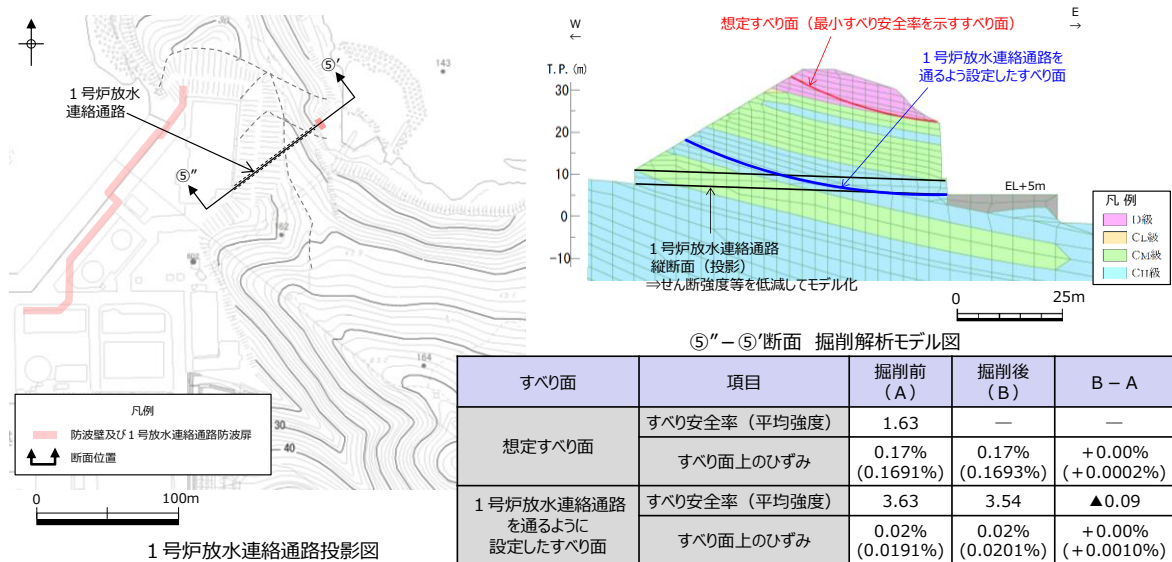 1号炉放水
連絡通路
⑤′
⑤″
143
162
164
30
40
30
凡例
防波壁及び1号放水連絡通路防波扉
断面位置
0 100m
1号炉放水連絡通路投影図
W
←
E
→
想定すべり面（最小すべり安全率を示すすべり面）
1号炉放水連絡通路を
通るよう設定したすべり面
T.P.(m)
30
20
10
0
-10
EL+5m
1号炉放水連絡通路
縦断面（投影）
⇒せん断強度等を低減してモデル化
凡 例
D級
CL級
CM級
CH級
0 25m
⑤″－⑤′断面 掘削解析モデル図
すべり面 項目 掘削前（A） 掘削後（B） B－A
想定すべり面 すべり安全率（平均強度） 1.63 — —
すべり面上のひずみ 0.17%(0.1691%) 0.17%(0.1693%) +0.00%(+0.0002%)
1号炉放水連絡通路を通るように設定したすべり面 すべり安全率（平均強度） 3.63 3.54 ▲0.09
すべり面上のひずみ 0.02%(0.0191%) 0.02%(0.0201%) +0.00%(+0.0010%)